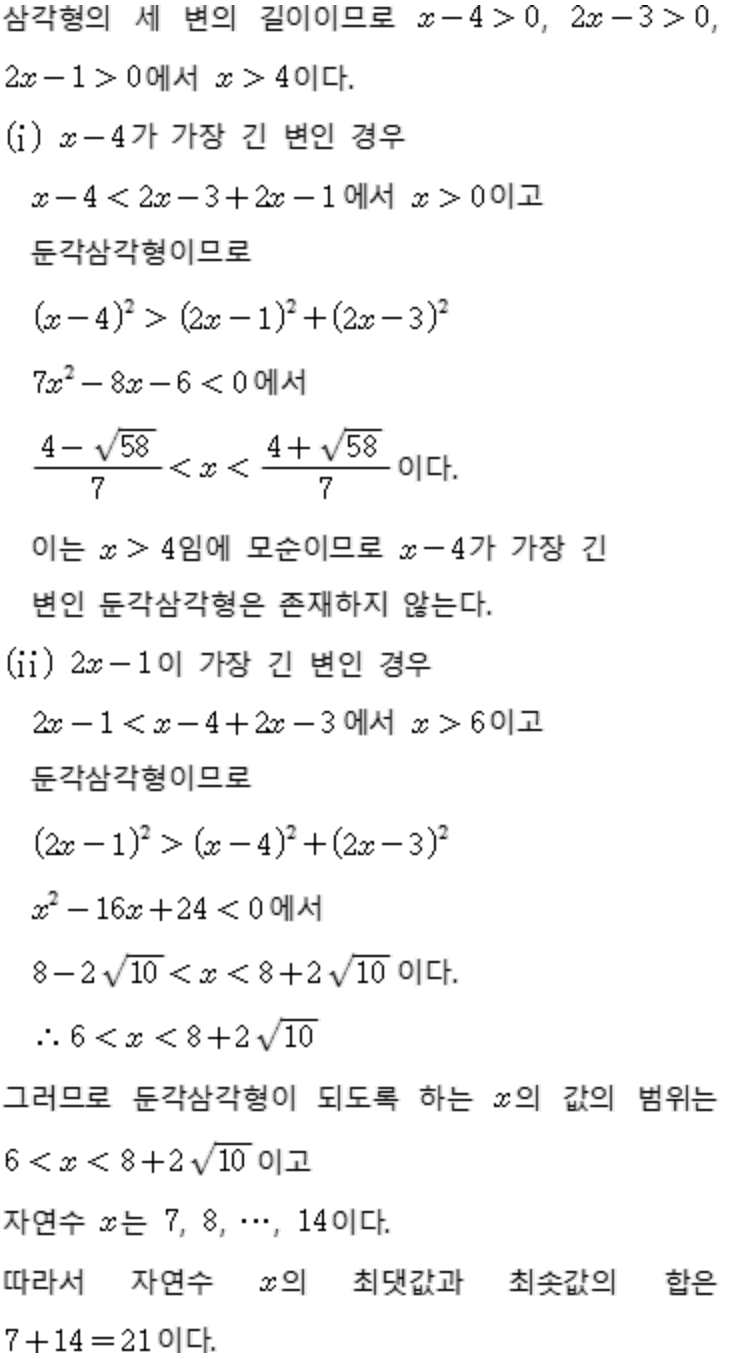 삼각형의 세 변의 길이이므로 x-4>0, 2x-3>0,
2x-1>0에서 x>4이다.
(i) x-4가 가장 긴 변인 경우
x-4<2x-3+2x-1에서 x>0이고
둔각삼각형이므로
(x-4)²>(2x-1)²+(2x-3)²
7x²-8x-6<0에서
(4-√58)/7<x<(4+√58)/7이다.
이는 x>4임에 모순이므로 x-4가 가장 긴
변인 둔각삼각형은 존재하지 않는다.
(ii) 2x-1이 가장 긴 변인 경우
2x-1<x-4+2x-3에서 x>6이고
둔각삼각형이므로
(2x-1)²>(x-4)²+(2x-3)²
x²-16x+24<0에서
8-2√10<x<8+2√10이다.
∴ 6<x<8+2√10
그러므로 둔각삼각형이 되도록 하는 x의 값의 범위는
6<x<8+2√10이고
자연수 x는 7, 8, ⋯, 14이다.
따라서 자연수 x의 최댓값과 최솟값의 합은
7+14=21이다.